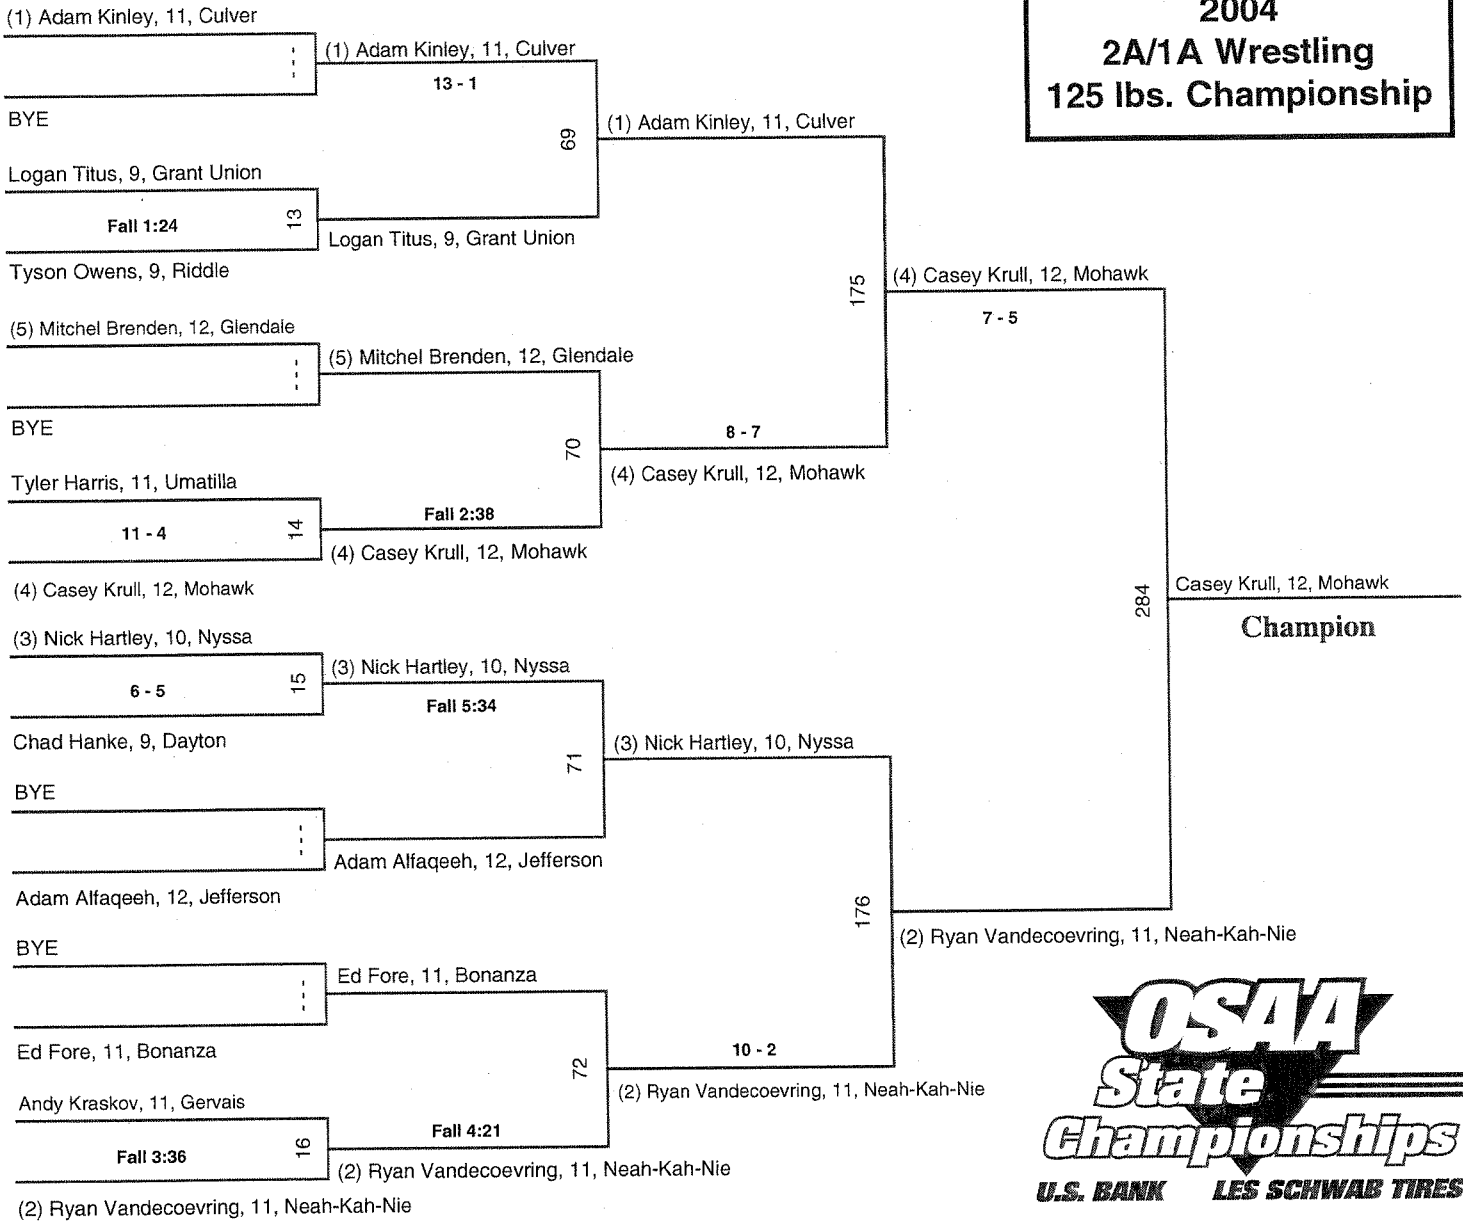 (1) Adam Kinley, 11, Culver
BYE
Logan Titus, 9, Grant Union
Fall 1:24
13
Tyson Owens, 9, Riddle
(5) Mitchel Brenden, 12, Glendale
BYE
Tyler Harris, 11, Umatilla
11 - 4
14
(4) Casey Krull, 12, Mohawk
(3) Nick Hartley, 10, Nyssa
6 - 5
15
Chad Hanke, 9, Dayton
BYE
Adam Alfaqeeh, 12, Jefferson
BYE
Ed Fore, 11, Bonanza
Andy Kraskov, 11, Gervais
Fall 3:36
16
(2) Ryan Vandecoevring, 11, Neah-Kah-Nie
(1) Adam Kinley, 11, Culver
13 - 1
69
Logan Titus, 9, Grant Union
(5) Mitchel Brenden, 12, Glendale
70
Fall 2:38
(4) Casey Krull, 12, Mohawk
(3) Nick Hartley, 10, Nyssa
Fall 5:34
71
Adam Alfaqeeh, 12, Jefferson
Ed Fore, 11, Bonanza
72
Fall 4:21
(2) Ryan Vandecoevring, 11, Neah-Kah-Nie
(1) Adam Kinley, 11, Culver
175
8 - 7
(4) Casey Krull, 12, Mohawk
(3) Nick Hartley, 10, Nyssa
176
10 - 2
(2) Ryan Vandecoevring, 11, Neah-Kah-Nie
(4) Casey Krull, 12, Mohawk
7 - 5
284
(2) Ryan Vandecoevring, 11, Neah-Kah-Nie
Casey Krull, 12, Mohawk
Champion
2004
2A/1A Wrestling
125 lbs. Championship
OSAA
State
Championships
U.S. BANK LES SCHWAB TIRES